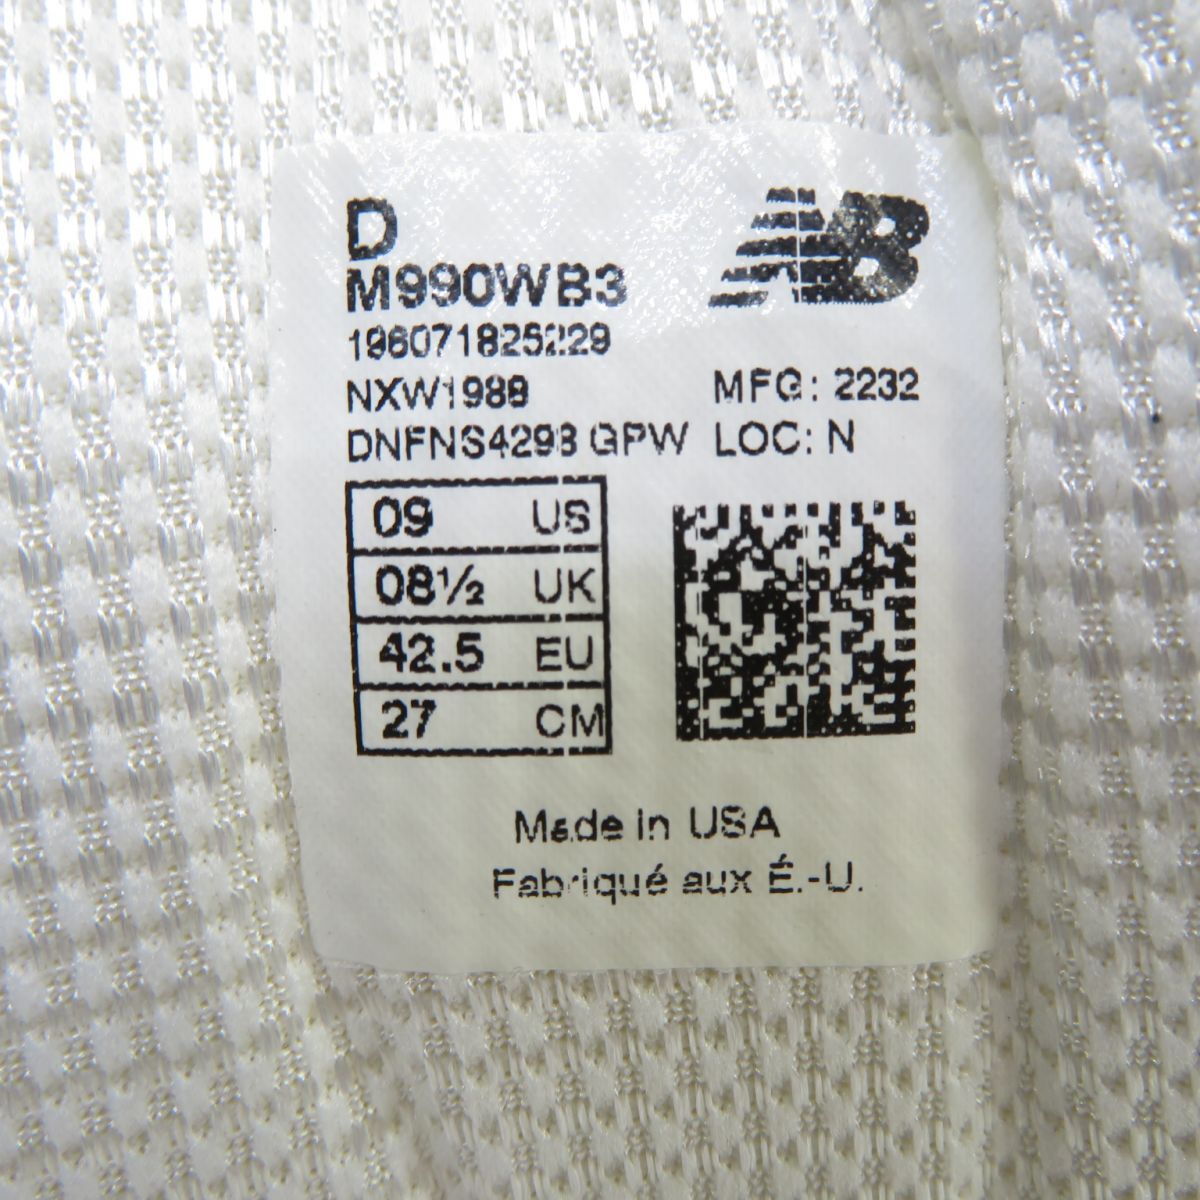 D
NB
M990WB3
196071825229
NXW1988
MFG: 2232
DNFNS4298 GPW
LOC: N
09 US
08½ UK
42.5 EU
27 CM
Made in USA
Fabriqué aux É.-U.